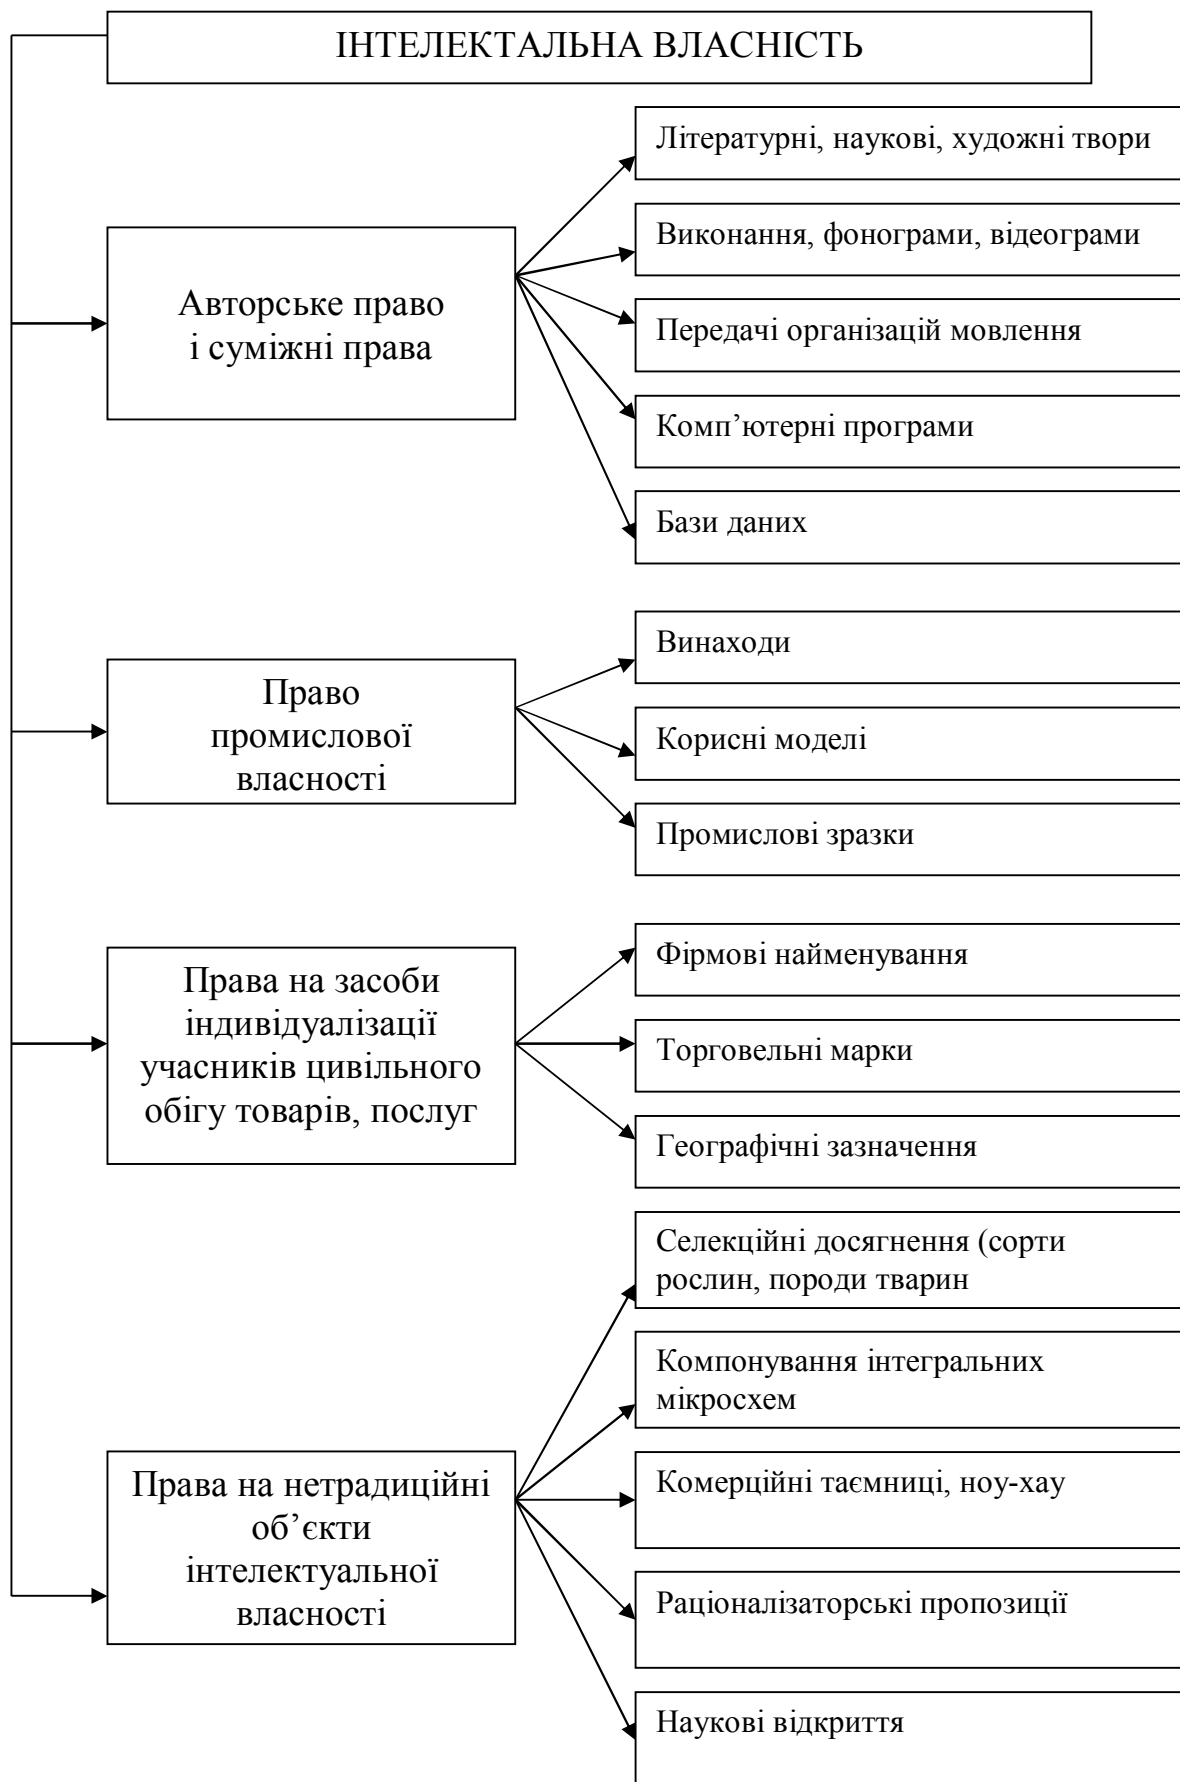 ІНТЕЛЕКТАЛЬНА ВЛАСНІСТЬ
Авторське право
і суміжні права
Літературні, наукові, художні твори
Виконання, фонограми, відеограми
Передачі організацій мовлення
Комп’ютерні програми
Бази даних
Право
промислової
власності
Винаходи
Корисні моделі
Промислові зразки
Права на засоби
індивідуалізації
учасників цивільного
обігу товарів, послуг
Фірмові найменування
Торговельні марки
Географічні зазначення
Права на нетрадиційні
об’єкти
інтелектуальної
власності
Селекційні досягнення (сорти
рослин, породи тварин
Компонування інтегральних
мікросхем
Комерційні таємниці, ноу-хау
Раціоналізаторські пропозиції
Наукові відкриття